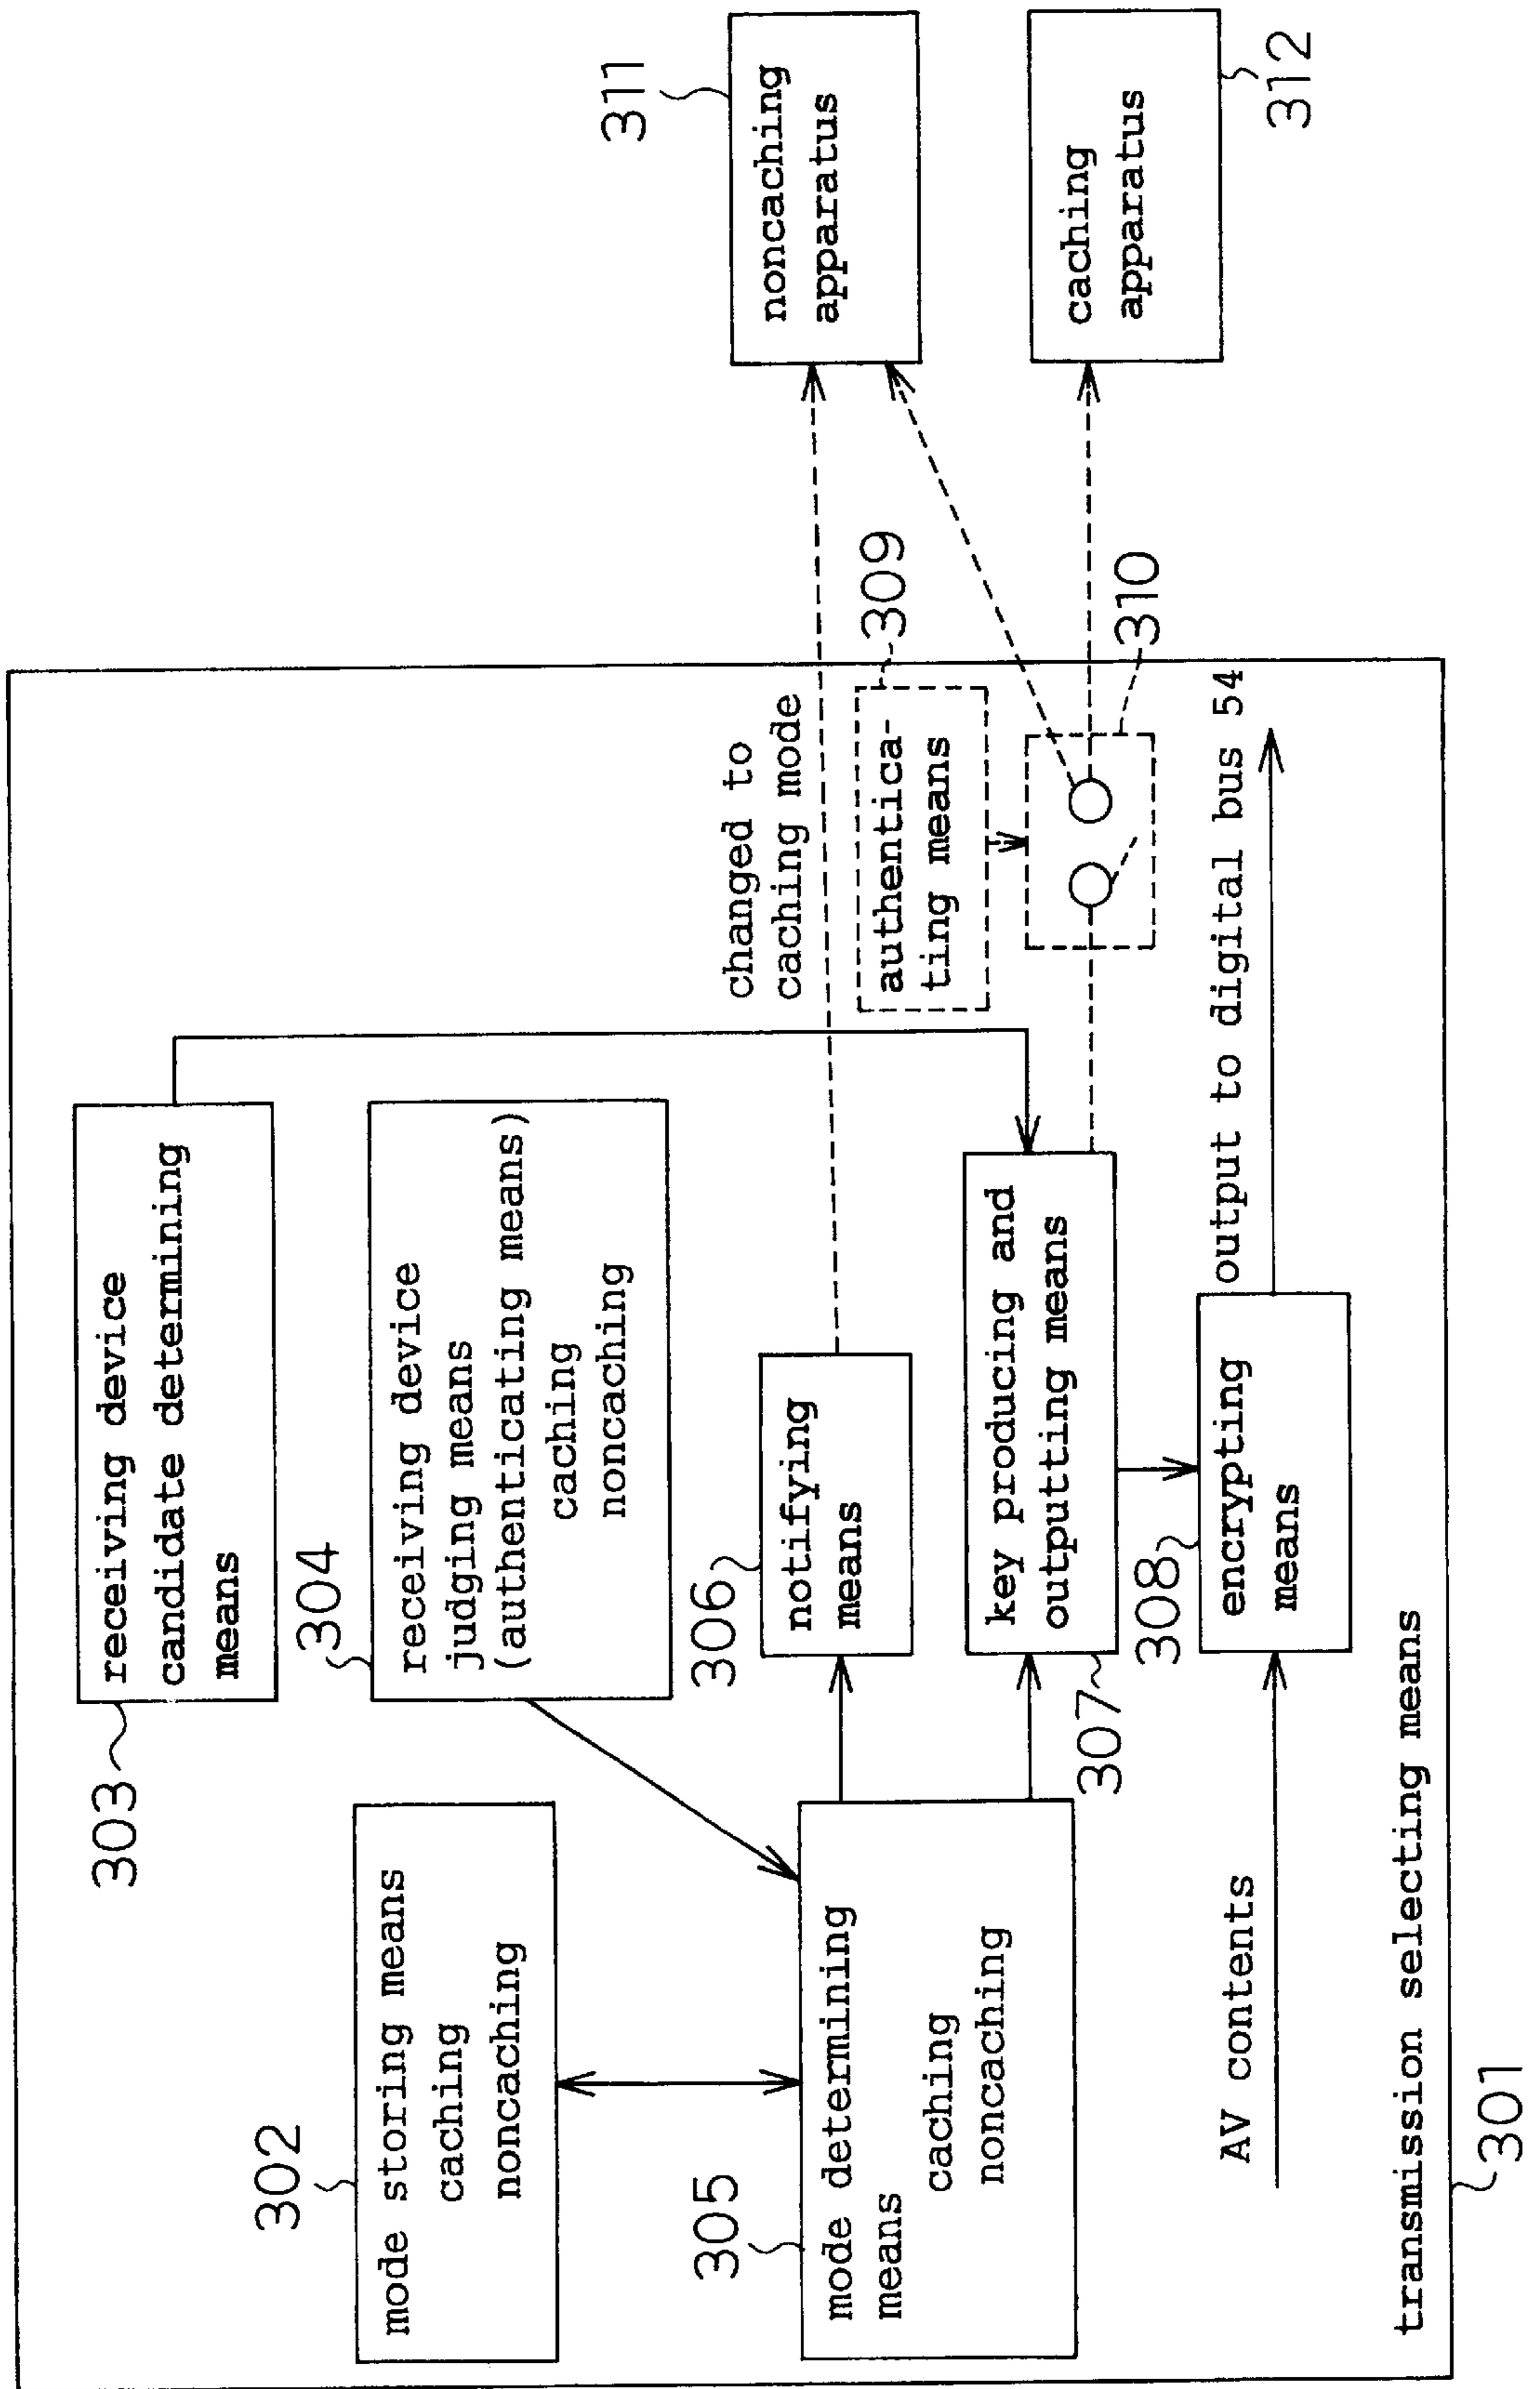 303
receiving device
candidate determining
means
302
mode storing means
caching
noncaching
304
receiving device
judging means
(authenticating means)
caching
noncaching
311
noncaching
apparatus
changed to
caching mode
305
mode determining
means
caching
noncaching
306
notifying
means
309
authentica-
ting means
307
key producing and
outputting means
310
caching
apparatus
312
AV contents
308
encrypting
means
output to digital bus 54
transmission selecting means
301